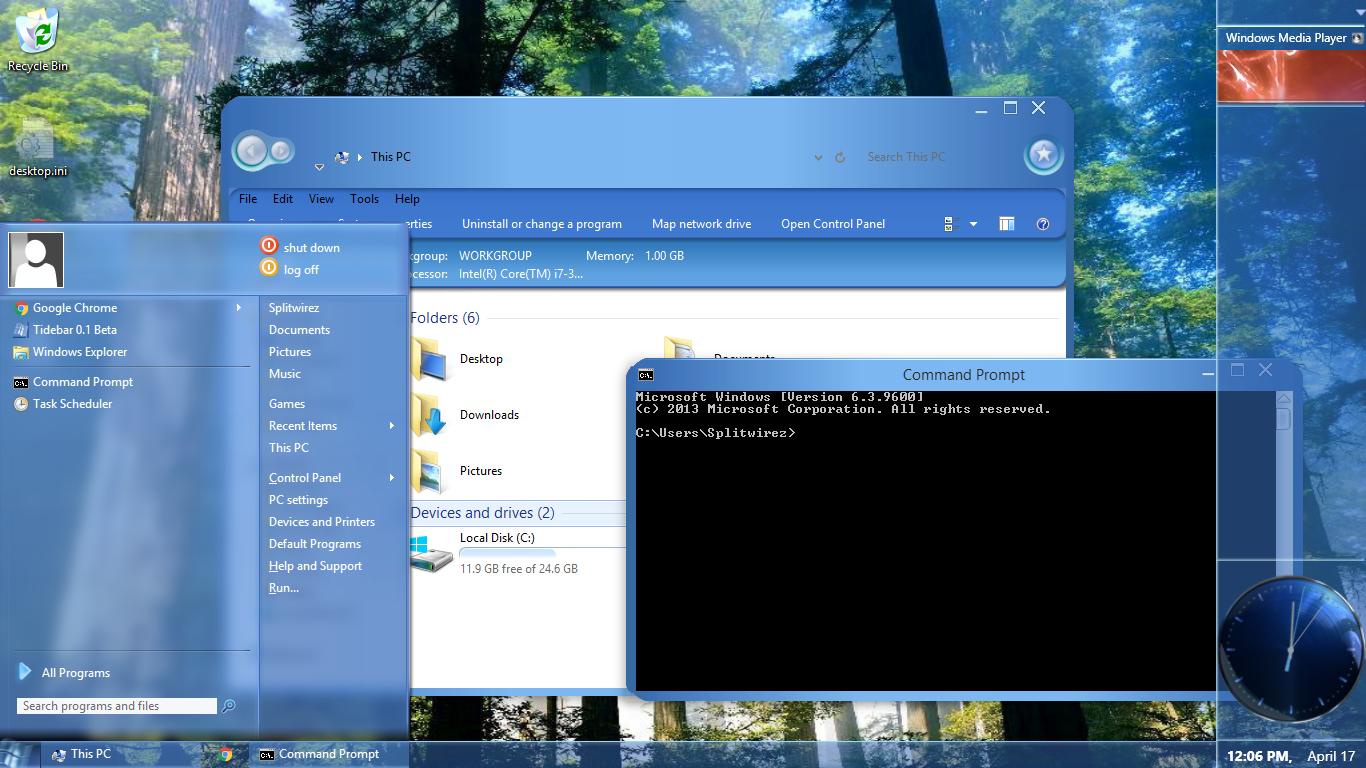 Recycle Bin
desktop.ini
This PC
Search This PC
File Edit View Tools Help
Uninstall or change a program Map network drive Open Control Panel
WORKGROUP Memory: 1.00 GB
Intel(R) Core(TM) i7-3...
Folders (6)
Desktop
Documents
Downloads
Pictures
Devices and drives (2)
Local Disk (C:)
11.9 GB free of 24.6 GB
shut down
log off
Google Chrome
Tidebar 0.1 Beta
Windows Explorer
Command Prompt
Task Scheduler
All Programs
Search programs and files
Splitwirez
Documents
Pictures
Music
Games
Recent Items
This PC
Control Panel
PC settings
Devices and Printers
Default Programs
Help and Support
Run...
Command Prompt
Microsoft Windows [Version 6.3.9600]
(c) 2013 Microsoft Corporation. All rights reserved.
C:\Users\Splitwirez>
Windows Media Player
This PC
Command Prompt
12:06 PM, April 17